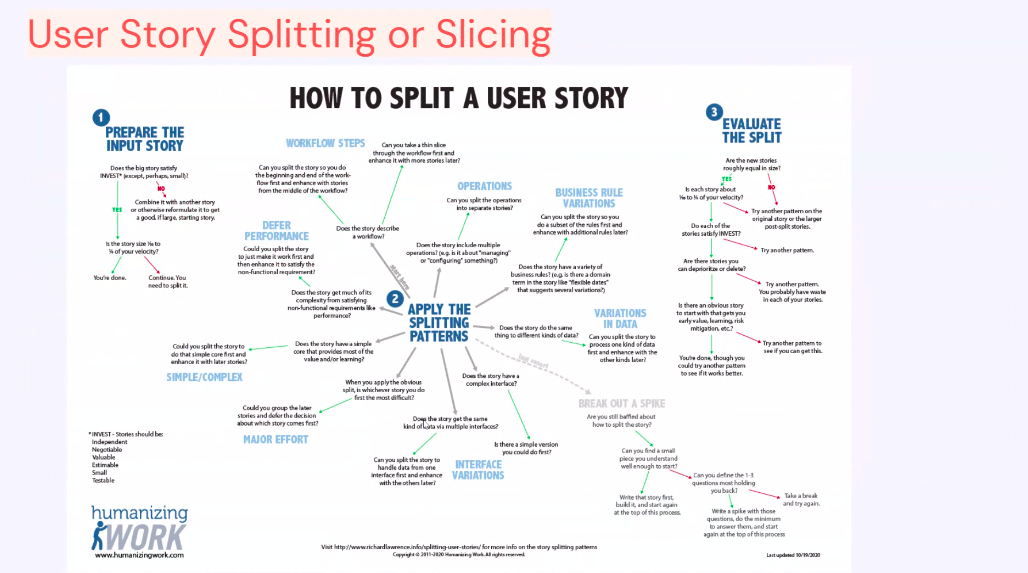 User Story Splitting or Slicing
HOW TO SPLIT A USER STORY
1
PREPARE THE
INPUT STORY
Does the big story satisfy
INVEST* (except, perhaps, small)?
NO
Combine it with another story
or otherwise reformulate it to get
a good, if large, starting story.
YES
Is the story size 1/10 to
1/6 of your velocity?
You're done.
Continue. You
need to split it.
2
APPLY THE
SPLITTING
PATTERNS
start here
last resort
WORKFLOW STEPS
Can you take a thin slice
through the workflow first and
enhance it with more stories later?
Can you split the story so you do
the beginning and end of the work-
flow first and enhance with stories
from the middle of the workflow?
Does the story describe
a workflow?
OPERATIONS
Can you split the operations
into separate stories?
Does the story include multiple
operations? (e.g. is it about "managing"
or "configuring" something?)
BUSINESS RULE
VARIATIONS
Can you split the story so you
do a subset of the rules first and
enhance with additional rules later?
Does the story have a variety of
business rules? (e.g. is there a domain
term in the story like "flexible dates"
that suggests several variations?)
VARIATIONS
IN DATA
Does the story do the same
thing to different kinds of data?
Can you split the story to
process one kind of data
first and enhance with the
other kinds later?
DEFER
PERFORMANCE
Could you split the story
to just make it work first and
then enhance it to satisfy the
non-functional requirement?
Does the story get much of its
complexity from satisfying
non-functional requirements like
performance?
Does the story have a simple
core that provides most of the
value and/or learning?
Could you split the story to
do that simple core first and
enhance it with later stories?
SIMPLE/COMPLEX
When you apply the obvious
split, is whichever story you do
first the most difficult?
Could you group the later
stories and defer the decision
about which story comes first?
MAJOR EFFORT
Does the story get the same
kind of data via multiple interfaces?
Can you split the story to
handle data from one
interface first and enhance
with the others later?
INTERFACE
VARIATIONS
Does the story have a
complex interface?
Is there a simple version
you could do first?
BREAK OUT A SPIKE
Are you still baffled about
how to split the story?
Can you find a small
piece you understand
well enough to start?
Write that story first,
build it, and start again
at the top of this process.
Can you define the 1-3
questions most holding
you back?
Take a break
and try again.
Write a spike with those
questions, do the minimum
to answer them, and start
again at the top of this process
3
EVALUATE
THE SPLIT
Are the new stories
roughly equal in size?
YES
NO
Is each story about
1/10 to 1/6 of your velocity?
Try another pattern on the
original story or the larger
post-split stories.
Do each of the
stories satisfy INVEST?
Try another pattern.
Are there stories you
can deprioritize or delete?
Try another pattern.
You probably have waste
in each of your stories.
Is there an obvious story
to start with that gets you
early value, learning, risk
mitigation, etc.?
Try another pattern to
see if you can get this.
You're done, though you
could try another pattern
to see if it works better.
* INVEST - Stories should be:
Independent
Negotiable
Valuable
Estimable
Small
Testable
humanizing
WORK
www.humanizingwork.com
Visit http://www.richardlawrence.info/splitting-user-stories/ for more info on the story splitting patterns
Copyright © 2011-2020 Humanizing Work. All rights reserved.
Last updated 10/19/2020